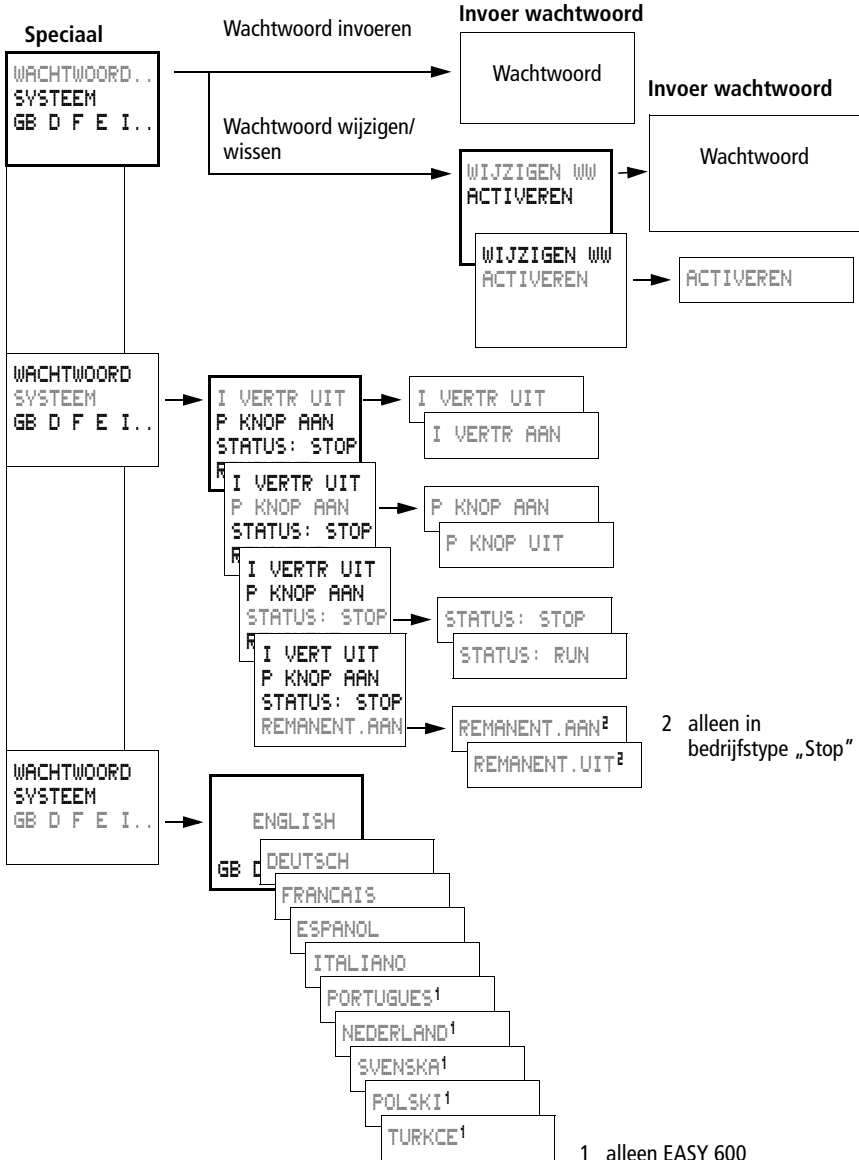 Speciaal
WACHTWOORD..
SYSTEEM
GB D F E I..
Wachtwoord invoeren
Invoer wachtwoord
Wachtwoord
Wachtwoord wijzigen/
wissen
WIJZIGEN WW
ACTIVEREN
Invoer wachtwoord
Wachtwoord
WIJZIGEN WW
ACTIVEREN
ACTIVEREN
WACHTWOORD
SYSTEEM
GB D F E I..
I VERTR UIT
P KNOP AAN
STATUS: STOP
R
I VERTR UIT
I VERTR AAN
I VERTR UIT
P KNOP AAN
STATUS: STOP
R
P KNOP AAN
P KNOP UIT
I VERTR UIT
P KNOP AAN
STATUS: STOP
R
STATUS: STOP
STATUS: RUN
I VERT UIT
P KNOP AAN
STATUS: STOP
REMANENT.AAN
REMANENT.AAN²
REMANENT.UIT²
2 alleen in
bedrijfstype „Stop"
WACHTWOORD
SYSTEEM
GB D F E I..
ENGLISH
GB D
DEUTSCH
FRANCAIS
ESPANOL
ITALIANO
PORTUGUES¹
NEDERLAND¹
SVENSKA¹
POLSKI¹
TURKCE¹
1 alleen EASY 600